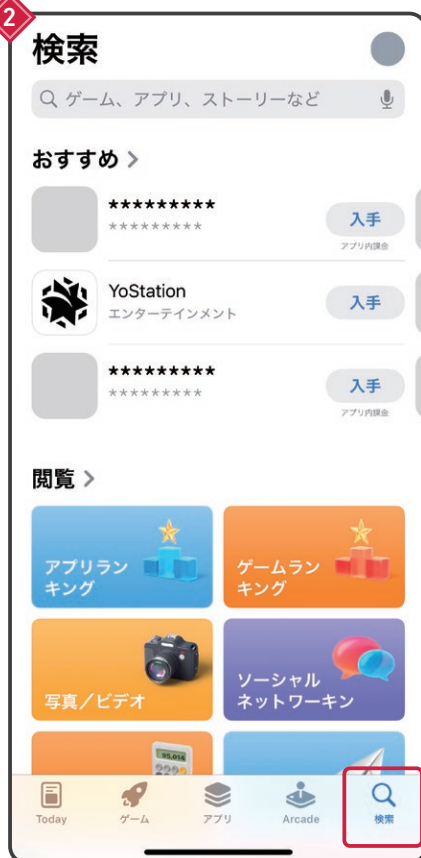 2
検索
ゲーム、アプリ、ストーリーなど
おすすめ >
*********
*********
入手
アプリ内課金
YoStation
エンターテインメント
入手
*********
*********
入手
アプリ内課金
閲覧 >
アプリラン
キング
ゲームラン
キング
写真/ビデオ
ソーシャル
ネットワーキン
95,014
Today
ゲーム
アプリ
Arcade
検索